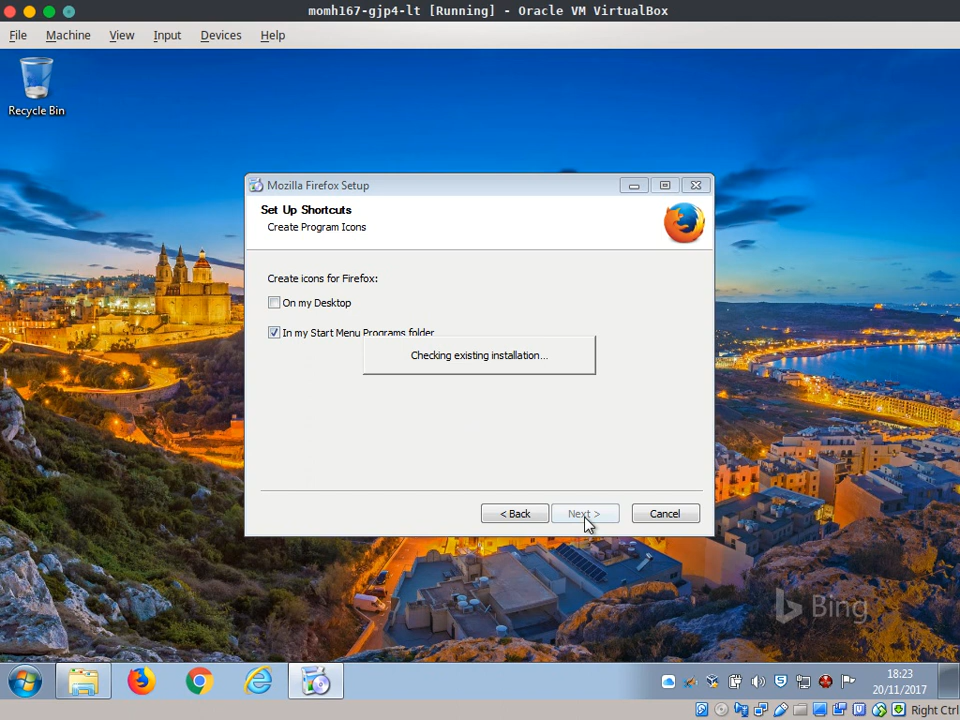 momh167-gjp4-lt [Running] - Oracle VM VirtualBox
File Machine View Input Devices Help
Recycle Bin
Mozilla Firefox Setup
Set Up Shortcuts
Create Program Icons
Create icons for Firefox:
On my Desktop
In my Start Menu Programs folder
Checking existing installation...
< Back Next > Cancel
Bing
18:23
20/11/2017
Right Ctrl